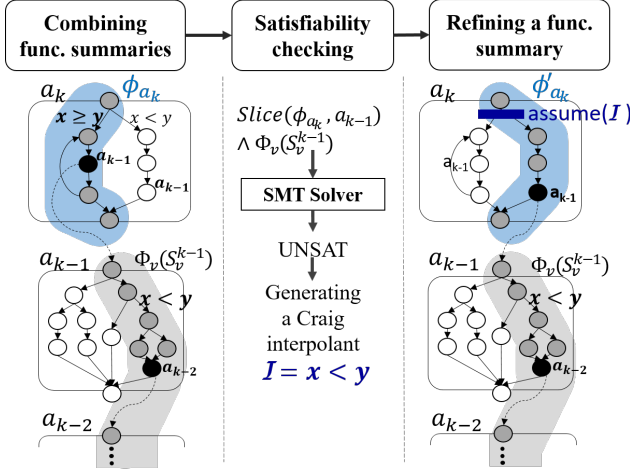 Combining
func. summaries
Satisfiability
checking
Refining a func.
summary
a_k
ϕ_{a_k}
x ≥ y
x < y
a_{k-1}
a_{k-1}
a_{k-1}
Φ_v(S_v^{k-1})
x < y
a_{k-2}
a_{k-2}
Slice(ϕ_{a_k}, a_{k-1})
∧ Φ_v(S_v^{k-1})
SMT Solver
UNSAT
Generating
a Craig
interpolant
I = x < y
a_k
ϕ′_{a_k}
assume(I)
a_{k-1}
a_{k-1}
a_{k-1}
Φ_v(S_v^{k-1})
x < y
a_{k-2}
a_{k-2}